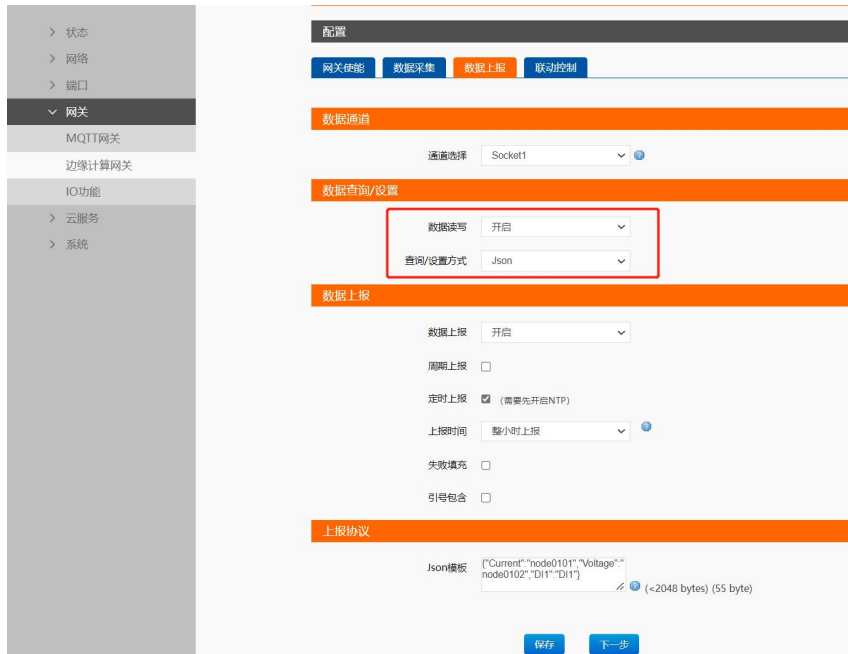 状态
网络
端口
网关
MQTT网关
边缘计算网关
IO功能
云服务
系统
配置
网关使能 数据采集 数据上报 联动控制
数据通道
通道选择 Socket1
数据查询/设置
数据读写 开启
查询/设置方式 Json
数据上报
数据上报 开启
周期上报
定时上报 (需要先开启NTP)
上报时间 整小时上报
失败填充
引号包含
上报协议
Json模板 {"Current":"node0101","Voltage":"
node0102","DI1":"DI1"}
(<2048 bytes) (55 byte)
保存 下一步